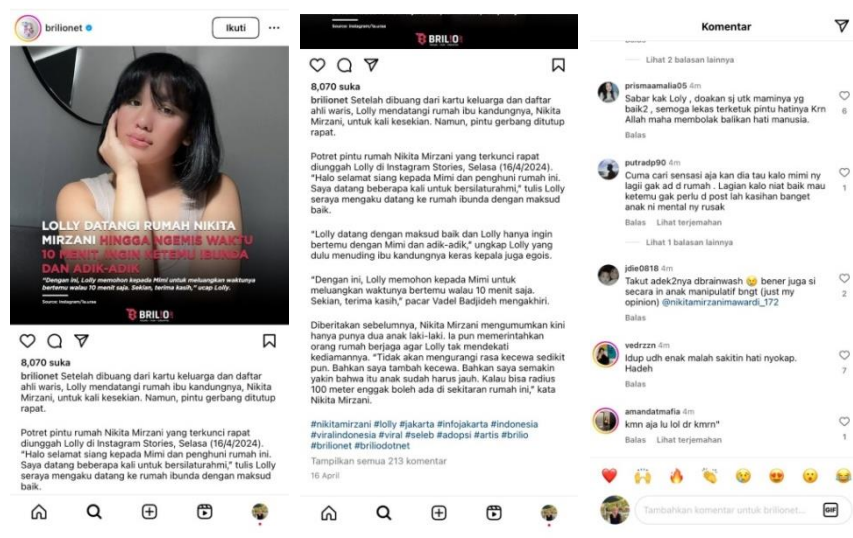 brilionet
Ikuti
LOLLY DATANGI RUMAH NIKITA
MIRZANI HINGGA NGEMIS WAKTU
10 MENIT, INGIN KETEMU IBUNDA
DAN ADIK-ADIK
"Dengan ini, Lolly memohon kepada Mimi untuk meluangkan waktunya
bertemu walau 10 menit saja. Sekian, terima kasih," ucap Lolly.
BRILIO
8,070 suka
brilionet Setelah dibuang dari kartu keluarga dan daftar
ahli waris, Lolly mendatangi rumah ibu kandungnya, Nikita
Mirzani, untuk kali kesekian. Namun, pintu gerbang ditutup
rapat.
Potret pintu rumah Nikita Mirzani yang terkunci rapat
diunggah Lolly di Instagram Stories, Selasa (16/4/2024).
"Halo selamat siang kepada Mimi dan penghuni rumah ini.
Saya datang beberapa kali untuk bersilaturahmi," tulis Lolly
seraya mengaku datang ke rumah ibunda dengan maksud
baik.
BRILIO
8,070 suka
brilionet Setelah dibuang dari kartu keluarga dan daftar
ahli waris, Lolly mendatangi rumah ibu kandungnya, Nikita
Mirzani, untuk kali kesekian. Namun, pintu gerbang ditutup
rapat.
Potret pintu rumah Nikita Mirzani yang terkunci rapat
diunggah Lolly di Instagram Stories, Selasa (16/4/2024).
"Halo selamat siang kepada Mimi dan penghuni rumah ini.
Saya datang beberapa kali untuk bersilaturahmi," tulis Lolly
seraya mengaku datang ke rumah ibunda dengan maksud
baik.
"Lolly datang dengan maksud baik dan Lolly hanya ingin
bertemu dengan Mimi dan adik-adik," ungkap Lolly yang
dulu menuding ibu kandungnya keras kepala juga egois.
"Dengan ini, Lolly memohon kepada Mimi untuk
meluangkan waktunya bertemu walau 10 menit saja.
Sekian, terima kasih," pacar Vadel Badjideh mengakhiri.
Diberitakan sebelumnya, Nikita Mirzani mengumumkan kini
hanya punya dua anak laki-laki. Ia pun memerintahkan
orang rumah berjaga agar Lolly tak mendekati
kediamannya. "Tidak akan mengurangi rasa kecewa sedikit
pun. Bahkan saya tambah kecewa. Bahkan saya semakin
yakin bahwa itu anak sudah harus jauh. Kalau bisa radius
100 meter enggak boleh ada di sekitaran rumah ini," kata
Nikita Mirzani.
#nikitamirzani #lolly #jakarta #infojakarta #indonesia
#viralindonesia #viral #seleb #adopsi #artis #brilio
#brilionet #briliodotnet
Tampilkan semua 213 komentar
16 April
Komentar
Lihat 2 balasan lainnya
prismaamalia05 4m
Sabar kak Loly , doakan sj utk maminya yg
baik2 , semoga lekas terketuk pintu hatinya Krn
Allah maha membolak balikan hati manusia.
6
Balas
putradp90 4m
Cuma cari sensasi aja kan dia tau kalo mimi ny
lagii gak ad d rumah . Lagian kalo niat baik mau
ketemu gak perlu d post lah kasihan banget
anak ni mental ny rusak
1
Balas Lihat terjemahan
Lihat 1 balasan lainnya
jdie0818 4m
Takut adek2nya dbrainwash 😢 bener juga si
secara in anak manipulatif bngt (just my
opinion) @nikitamirzanimawardi_172
2
Balas
vedrzzn 4m
Idup udh enak malah sakitin hati nyokap.
Hadeh
7
Balas
amandatmafia 4m
kmn aja lu lol dr kmrn"
1
Balas Lihat terjemahan
Tambahkan komentar untuk brilionet...
GIF